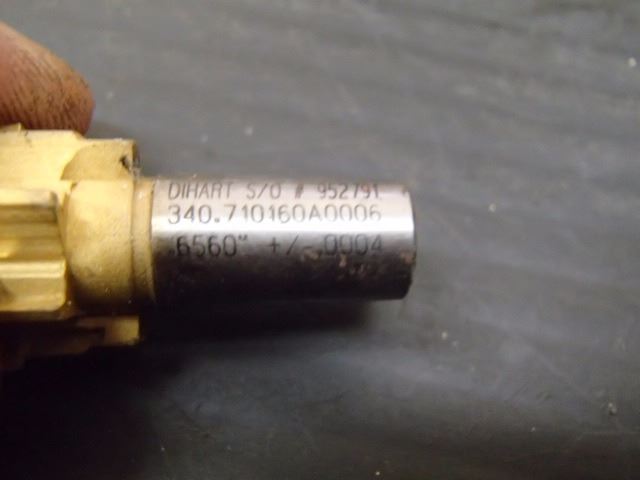 DIHART S/O # 952791
340.710160A0006
.6560" +/-.0004